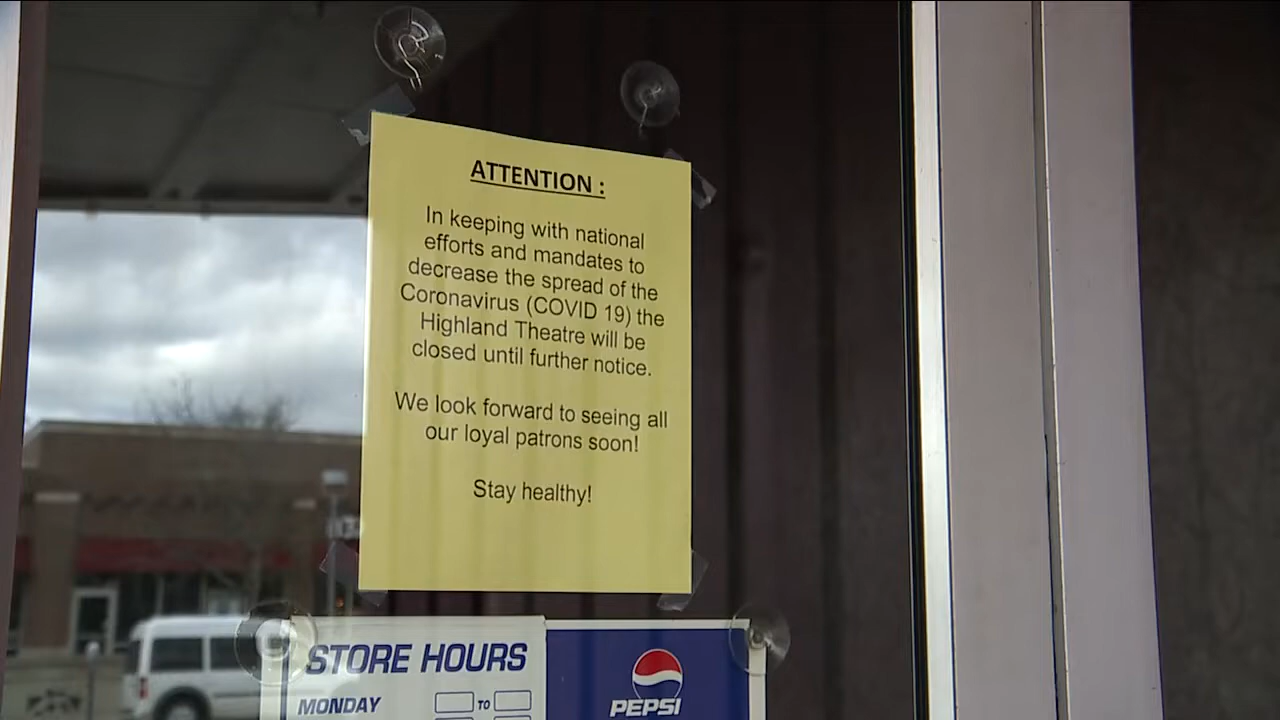 ATTENTION :
In keeping with national
efforts and mandates to
decrease the spread of the
Coronavirus (COVID 19) the
Highland Theatre will be
closed until further notice.
We look forward to seeing all
our loyal patrons soon!
Stay healthy!
STORE HOURS
MONDAY TO
PEPSI